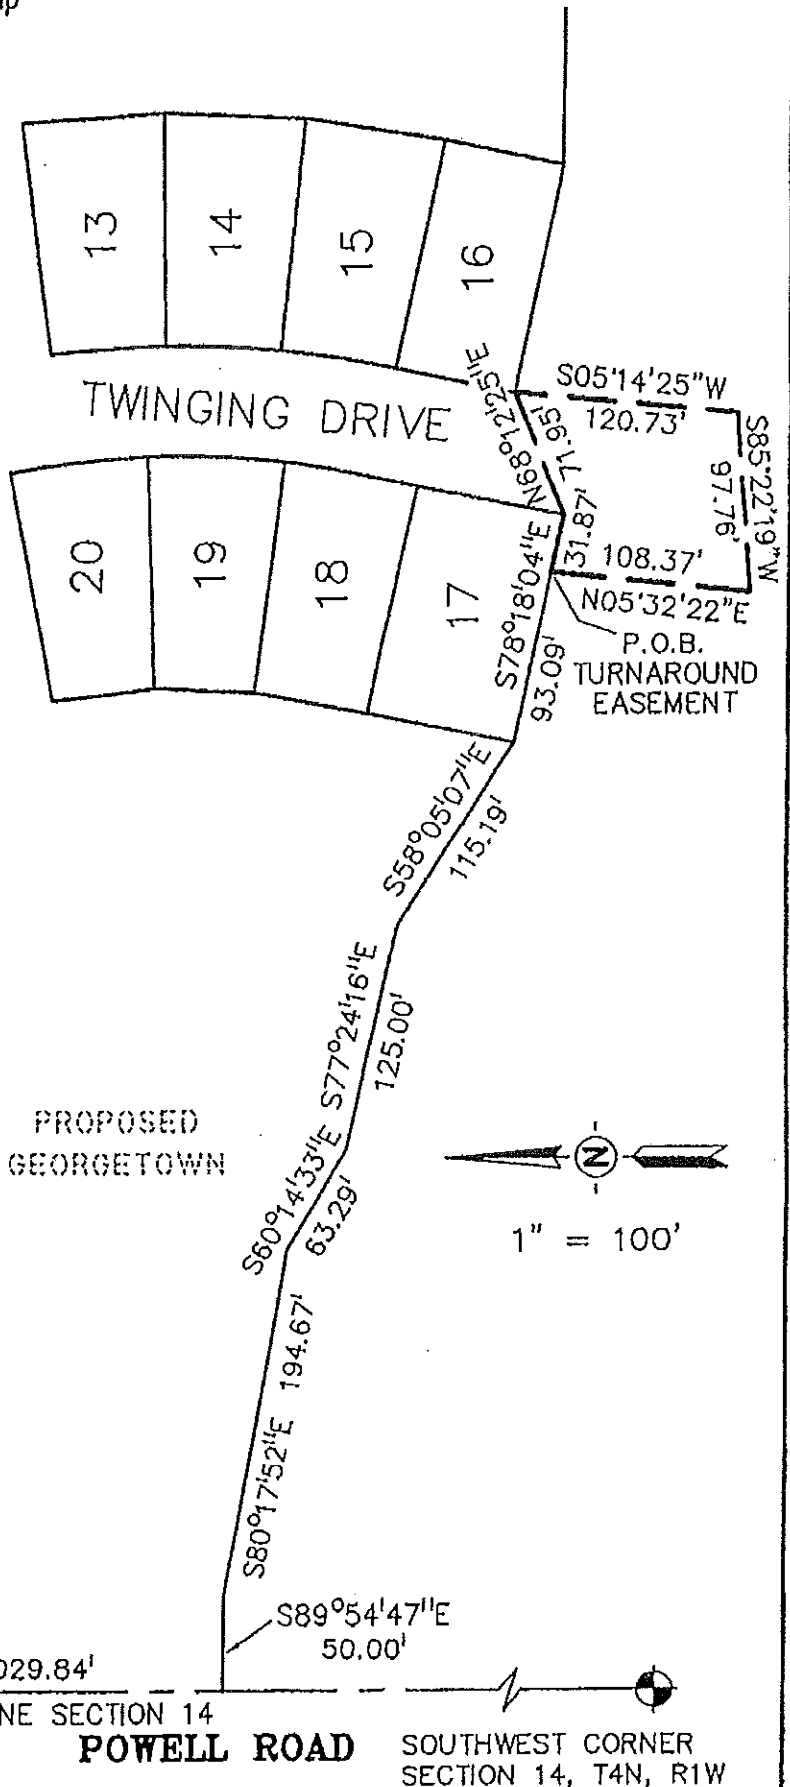 13
14
15
16
TWINGING DRIVE
N68°12'25"E
71.95'
S05°14'25"W
120.73'
S85°22'19"W
97.76'
31.87'
108.37'
N05°32'22"E
P.O.B.
TURNAROUND
EASEMENT
20
19
18
17
S78°18'04"E
93.09'
S58°05'07"E
115.19'
S77°24'16"E
125.00'
PROPOSED
GEORGETOWN
S60°14'33"E
63.29'
N
1" = 100'
S80°17'52"E 194.67'
S89°54'47"E
50.00'
029.84'
NE SECTION 14
POWELL ROAD
SOUTHWEST CORNER
SECTION 14, T4N, R1W